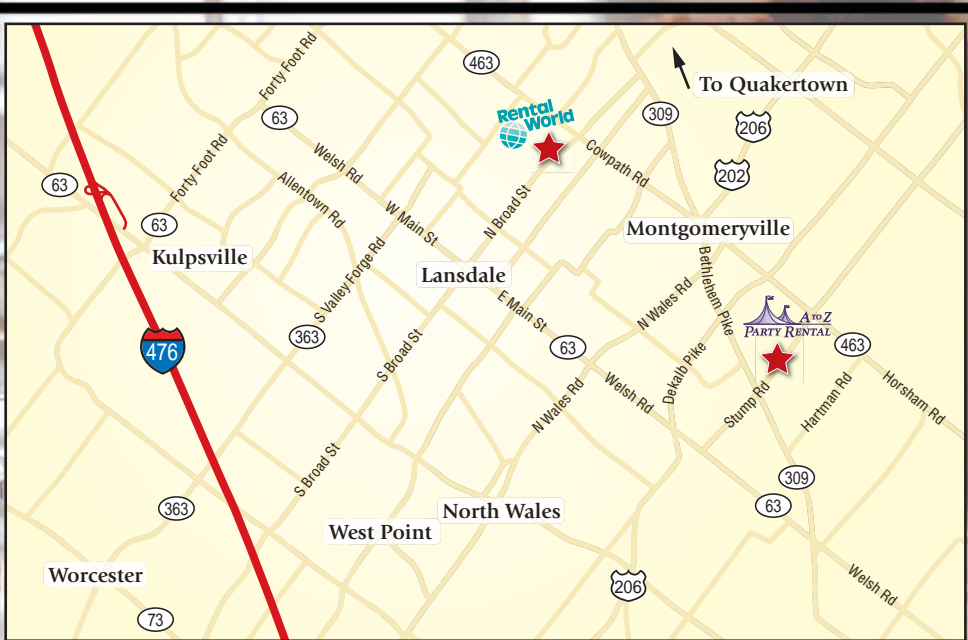 Forty Foot Rd
463
To Quakertown
Rental
World
309
206
63
Cowpath Rd
Welsh Rd
Forty Foot Rd
202
63
Allentown Rd
W Main St
N Broad St
63
Montgomeryville
Kulpsville
S Valley Forge Rd
Lansdale
Bethlehem Pike
N Wales Rd
E Main St
A TO Z
PARTY RENTAL
363
476
S Broad St
63
463
Dekalb Pike
Welsh Rd
Horsham Rd
Stump Rd
Hartman Rd
N Wales Rd
S Broad St
309
363
63
North Wales
West Point
Worcester
206
Welsh Rd
73